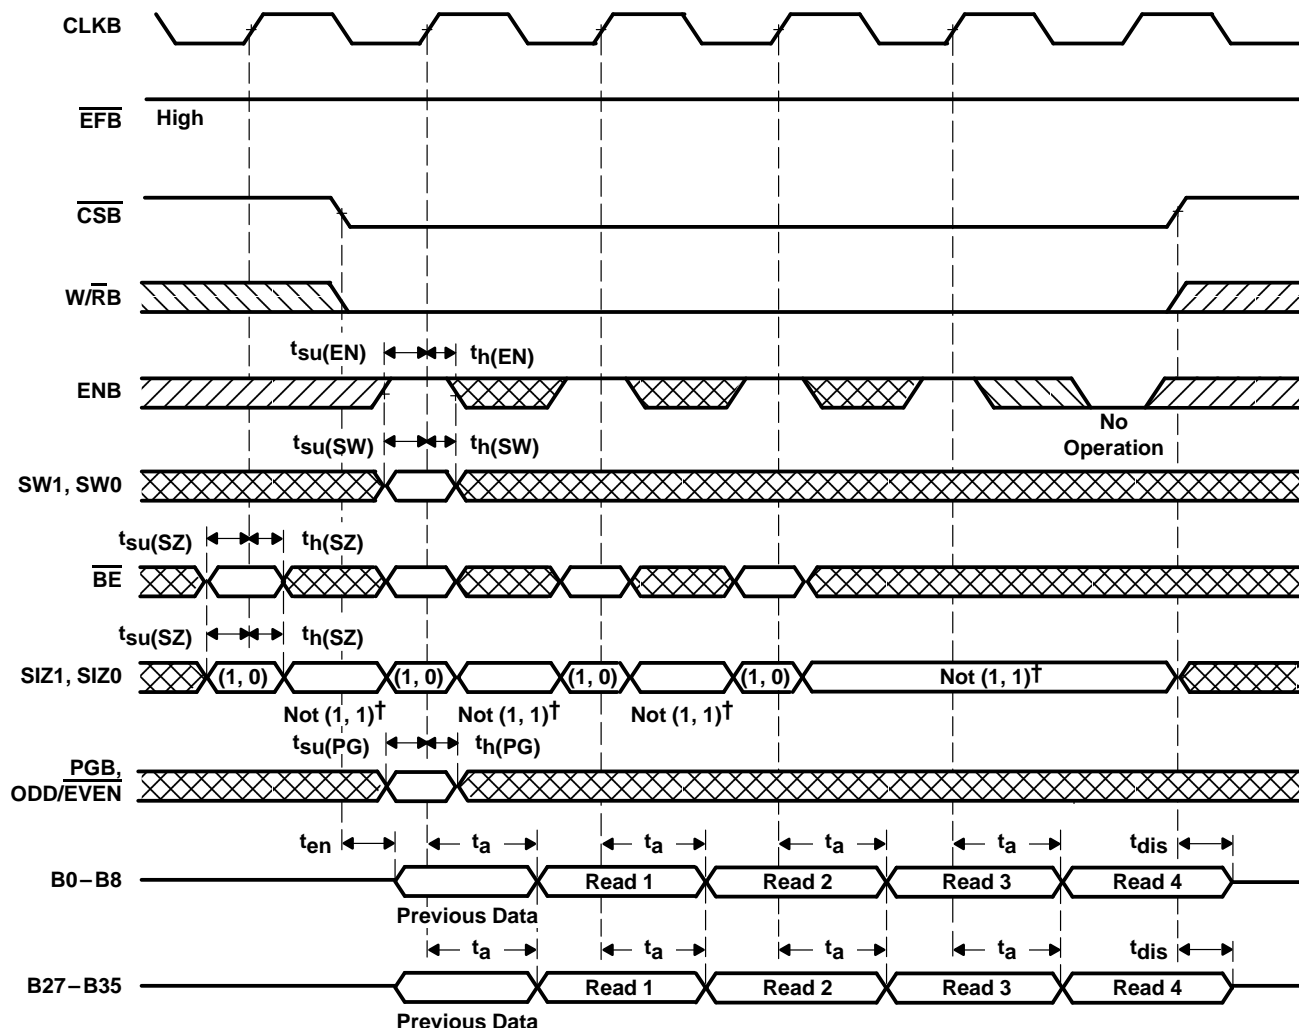 CLKB
EFB
High
CSB
W/RB
tsu(EN) th(EN)
ENB
No
Operation
tsu(SW) th(SW)
SW1, SW0
tsu(SZ) th(SZ)
BE
tsu(SZ) th(SZ)
SIZ1, SIZ0 (1, 0) (1, 0) (1, 0) (1, 0) Not (1, 1)†
Not (1, 1)† Not (1, 1)† Not (1, 1)†
tsu(PG) th(PG)
PGB,
ODD/EVEN
ten ta ta ta ta tdis
B0–B8 Read 1 Read 2 Read 3 Read 4
Previous Data
ta ta ta ta tdis
B27–B35 Read 1 Read 2 Read 3 Read 4
Previous Data